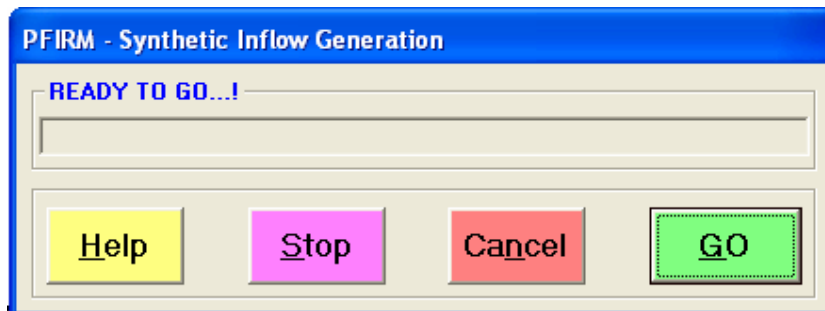 PFIRM - Synthetic Inflow Generation
READY TO GO...!
Help Stop Cancel GO